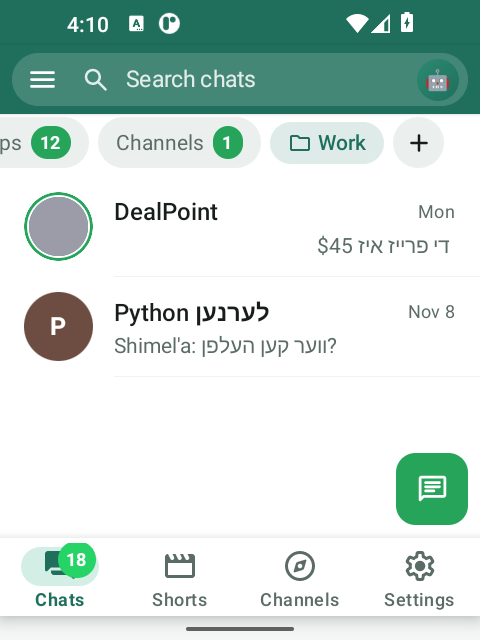 4:10
Search chats
ps 12
Channels 1
Work
+
DealPoint
Mon
די פרייז איז $45
Python לערנען
Nov 8
Shimel'a: ווער קען העלפן?
P
18
Chats
Shorts
Channels
Settings